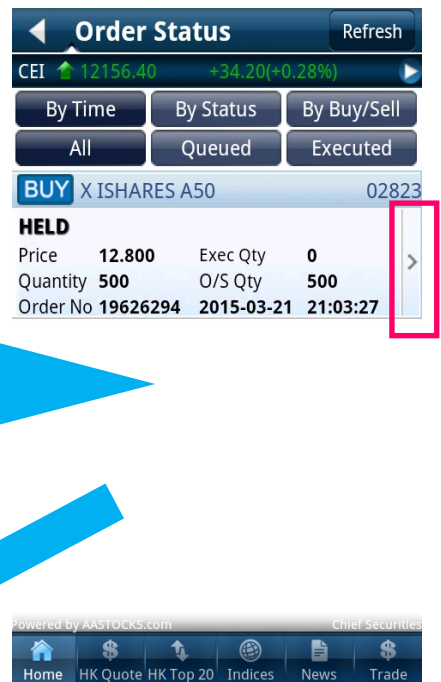 Order Status Refresh
CEI 12156.40 +34.20(+0.28%)
By Time By Status By Buy/Sell
All Queued Executed
BUY X ISHARES A50 02823
HELD
Price 12.800 Exec Qty 0
Quantity 500 O/S Qty 500
Order No 19626294 2015-03-21 21:03:27
Powered by AASTOCKS.com Chief Securities
Home HK Quote HK Top 20 Indices News Trade